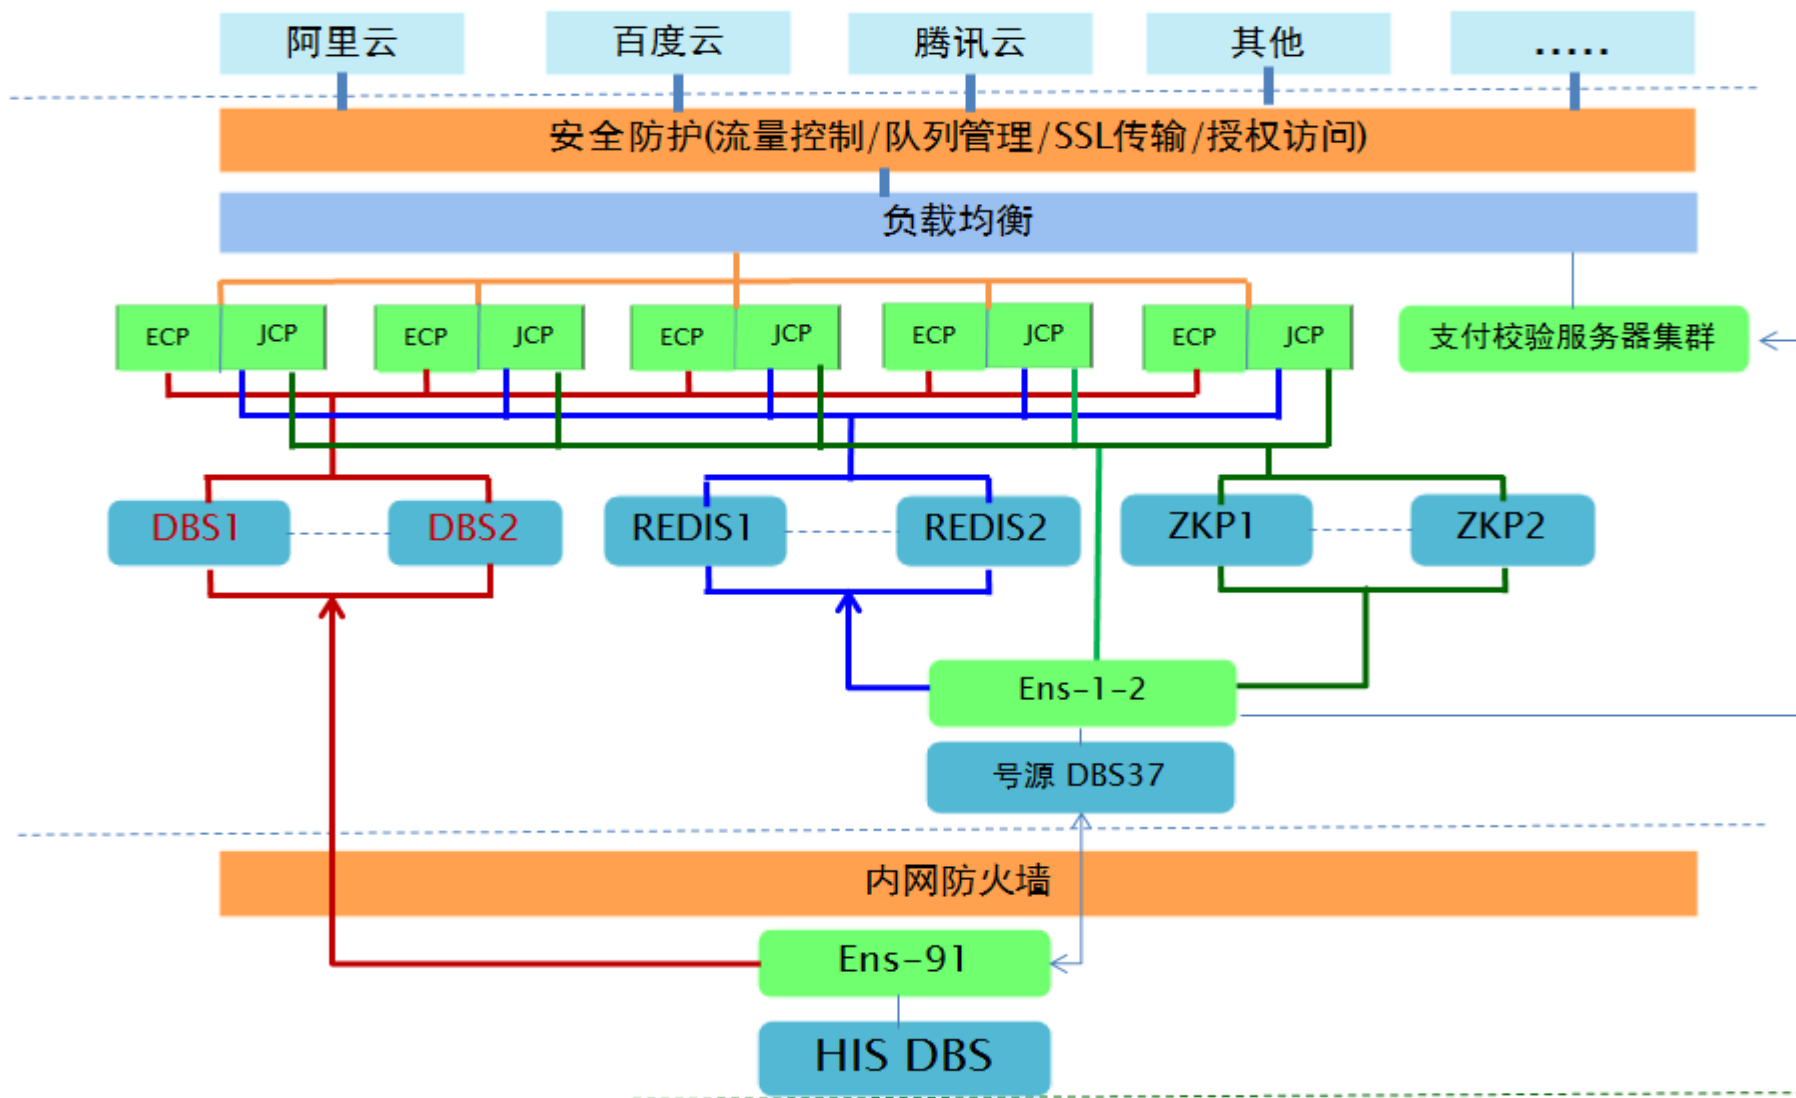 阿里云
百度云
腾讯云
其他
.....
安全防护(流量控制/队列管理/SSL传输/授权访问)
负载均衡
ECP
JCP
ECP
JCP
ECP
JCP
ECP
JCP
ECP
JCP
支付校验服务器集群
DBS1
DBS2
REDIS1
REDIS2
ZKP1
ZKP2
Ens-1-2
号源 DBS37
内网防火墙
Ens-91
HIS DBS